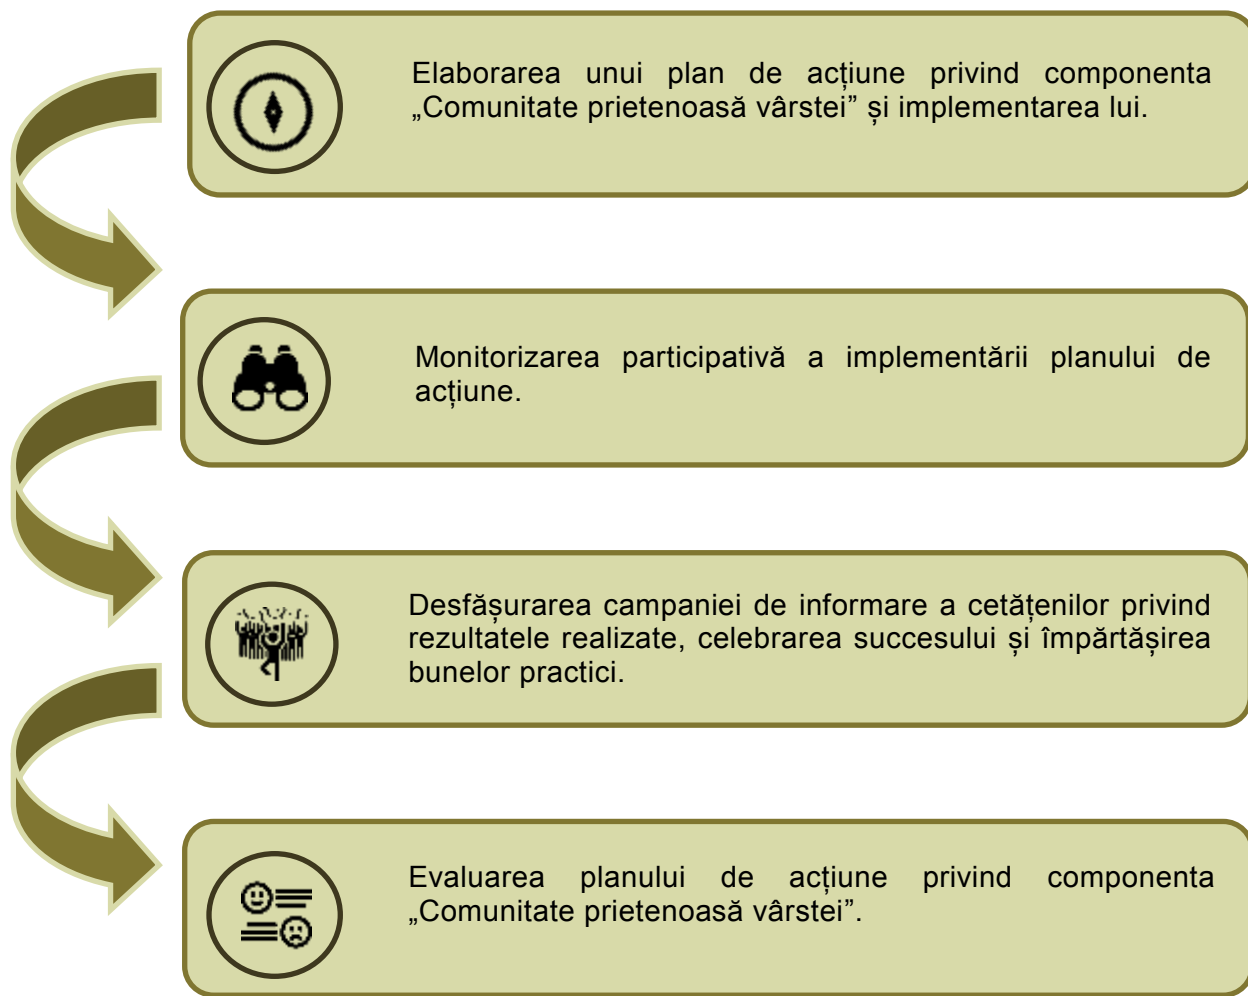 Elaborarea unui plan de acțiune privind componenta
„Comunitate prietenoasă vârstei” și implementarea lui.
Monitorizarea participativă a implementării planului de
acțiune.
Desfășurarea campaniei de informare a cetățenilor privind
rezultatele realizate, celebrarea succesului și împărtășirea
bunelor practici.
Evaluarea planului de acțiune privind componenta
„Comunitate prietenoasă vârstei”.